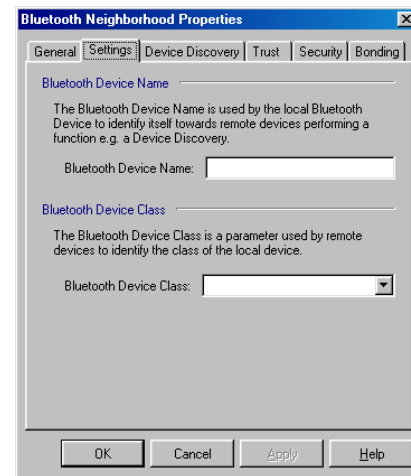 Bluetooth Neighborhood Properties
General Settings Device Discovery Trust Security Bonding
Bluetooth Device Name
The Bluetooth Device Name is used by the local Bluetooth
Device to identify itself towards remote devices performing a
function e.g. a Device Discovery.
Bluetooth Device Name:
Bluetooth Device Class
The Bluetooth Device Class is a parameter used by remote
devices to identify the class of the local device.
Bluetooth Device Class:
OK Cancel Apply Help